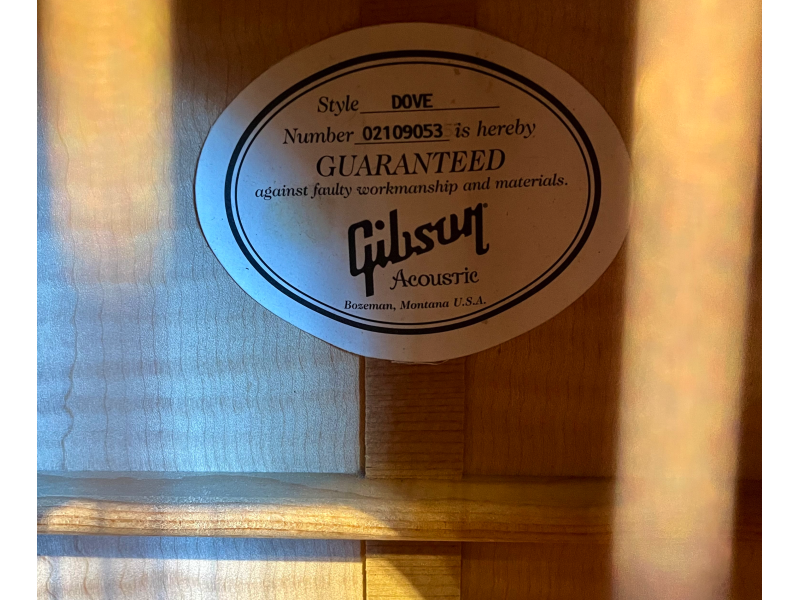 Style DOVE
Number 02109053 is hereby
GUARANTEED
against faulty workmanship and materials.
Gibson
Acoustic
Bozeman, Montana U.S.A.